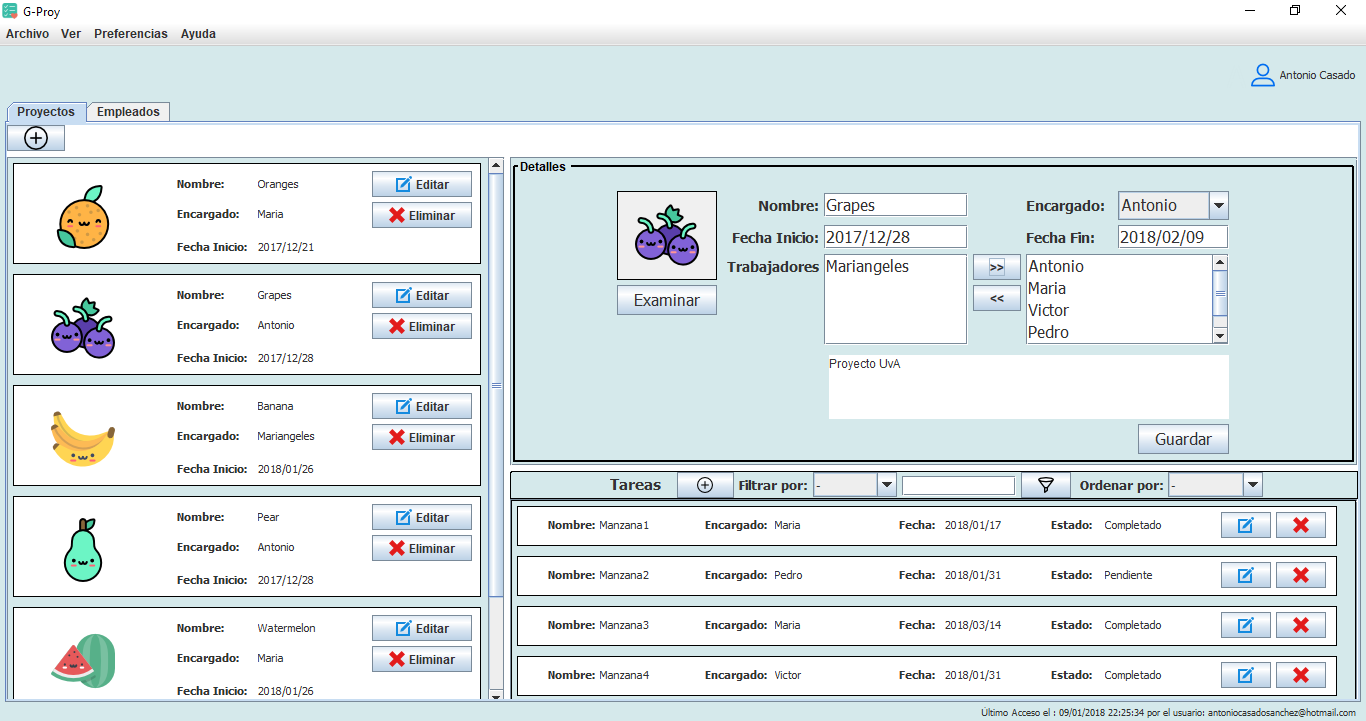 G-Proy
Archivo Ver Preferencias Ayuda
Antonio Casado
Proyectos Empleados
Nombre: Oranges Editar
Encargado: Maria Eliminar
Fecha Inicio: 2017/12/21
Nombre: Grapes Editar
Encargado: Antonio Eliminar
Fecha Inicio: 2017/12/28
Nombre: Banana Editar
Encargado: Mariangeles Eliminar
Fecha Inicio: 2018/01/26
Nombre: Pear Editar
Encargado: Antonio Eliminar
Fecha Inicio: 2017/12/28
Nombre: Watermelon Editar
Encargado: Maria Eliminar
Fecha Inicio: 2018/01/26
Detalles
Nombre: Grapes Encargado: Antonio
Fecha Inicio: 2017/12/28 Fecha Fin: 2018/02/09
Trabajadores Mariangeles >> Antonio
Maria
Examinar << Victor
Pedro
Proyecto UvA
Guardar
Tareas Filtrar por: - Ordenar por: -
Nombre: Manzana1 Encargado: Maria Fecha: 2018/01/17 Estado: Completado
Nombre: Manzana2 Encargado: Pedro Fecha: 2018/01/31 Estado: Pendiente
Nombre: Manzana3 Encargado: Maria Fecha: 2018/03/14 Estado: Completado
Nombre: Manzana4 Encargado: Victor Fecha: 2018/01/31 Estado: Completado
Último Acceso el : 09/01/2018 22:25:34 por el usuario: antoniocasadosanchez@hotmail.com